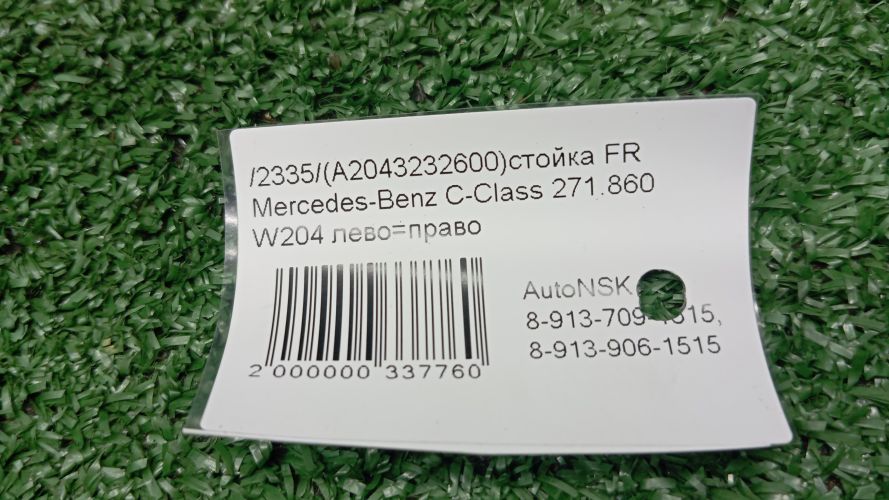 /2335/(A2043232600)стойка FR
Mercedes-Benz C-Class 271.860
W204 лево=право
2 000000 337760
AutoNSK
8-913-709-1515,
8-913-906-1515